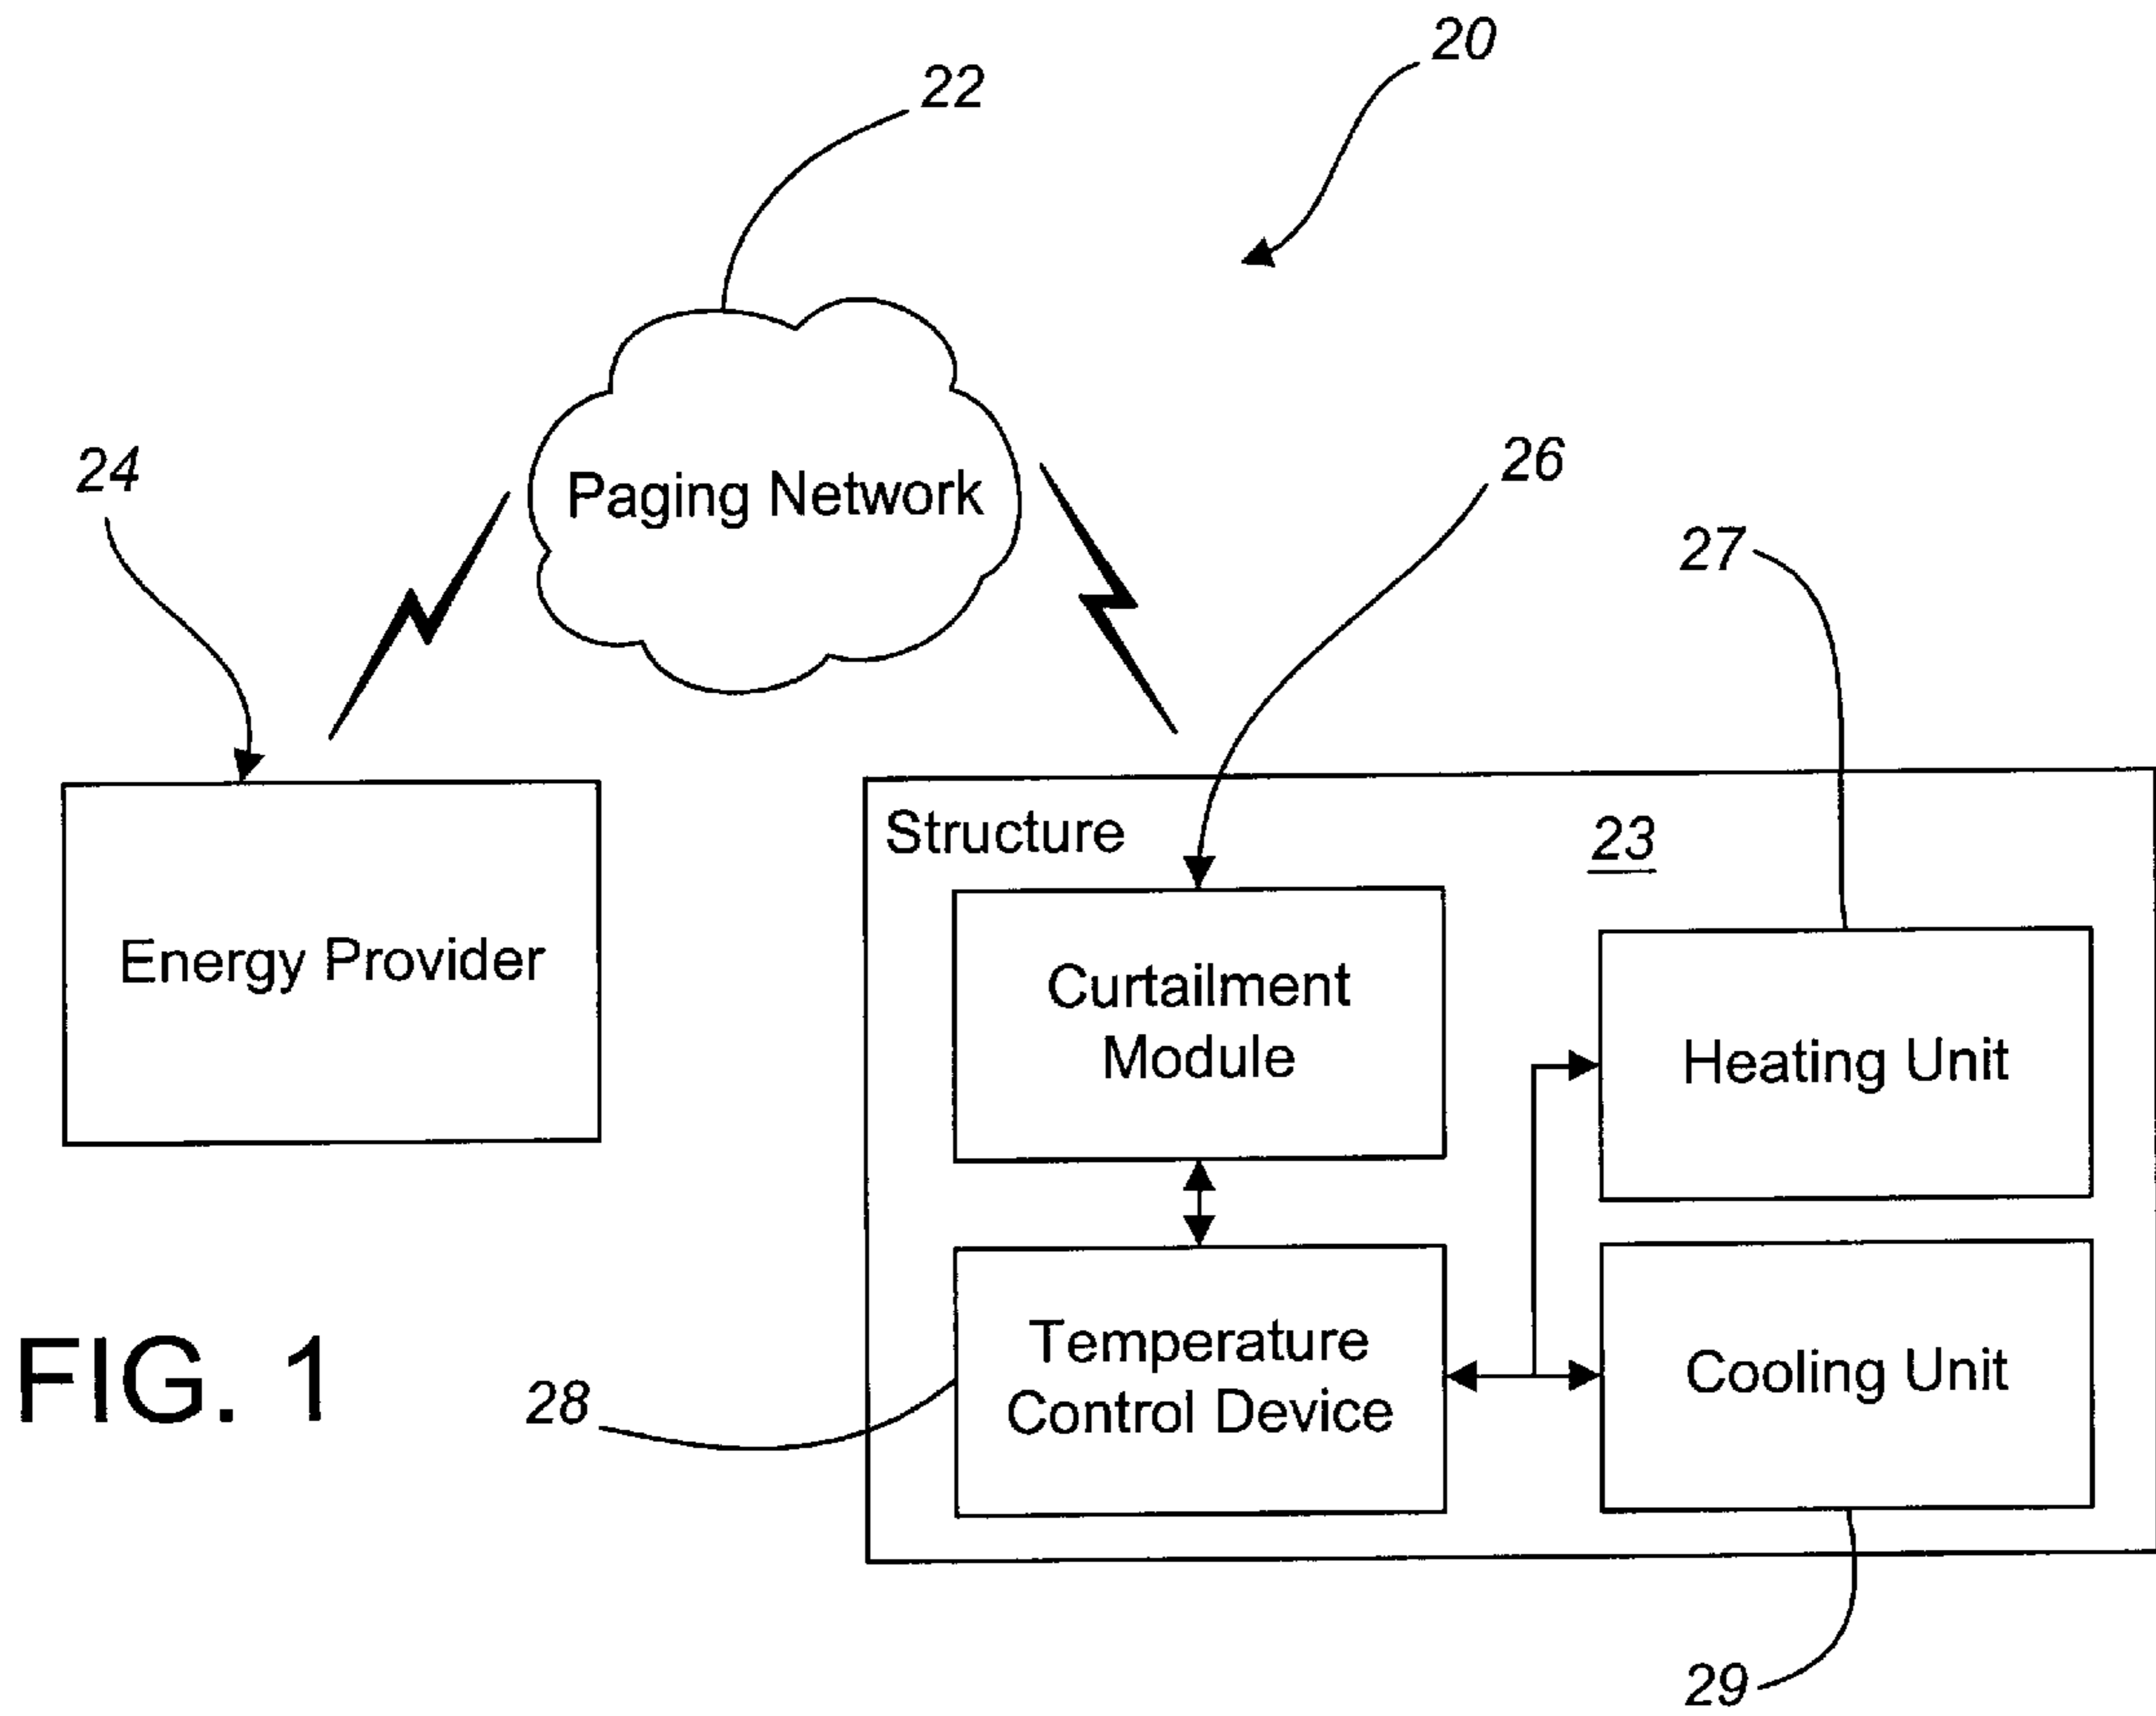 20
22
Paging Network
24
26
27
Structure
23
Energy Provider
Curtailment
Module
Heating Unit
Temperature
Control Device
Cooling Unit
FIG. 1
28
29